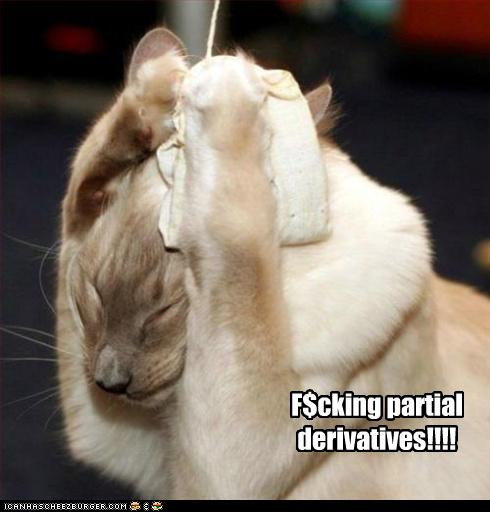 F$cking partial
derivatives!!!!
ICANHASCHEEZBURGER.COM